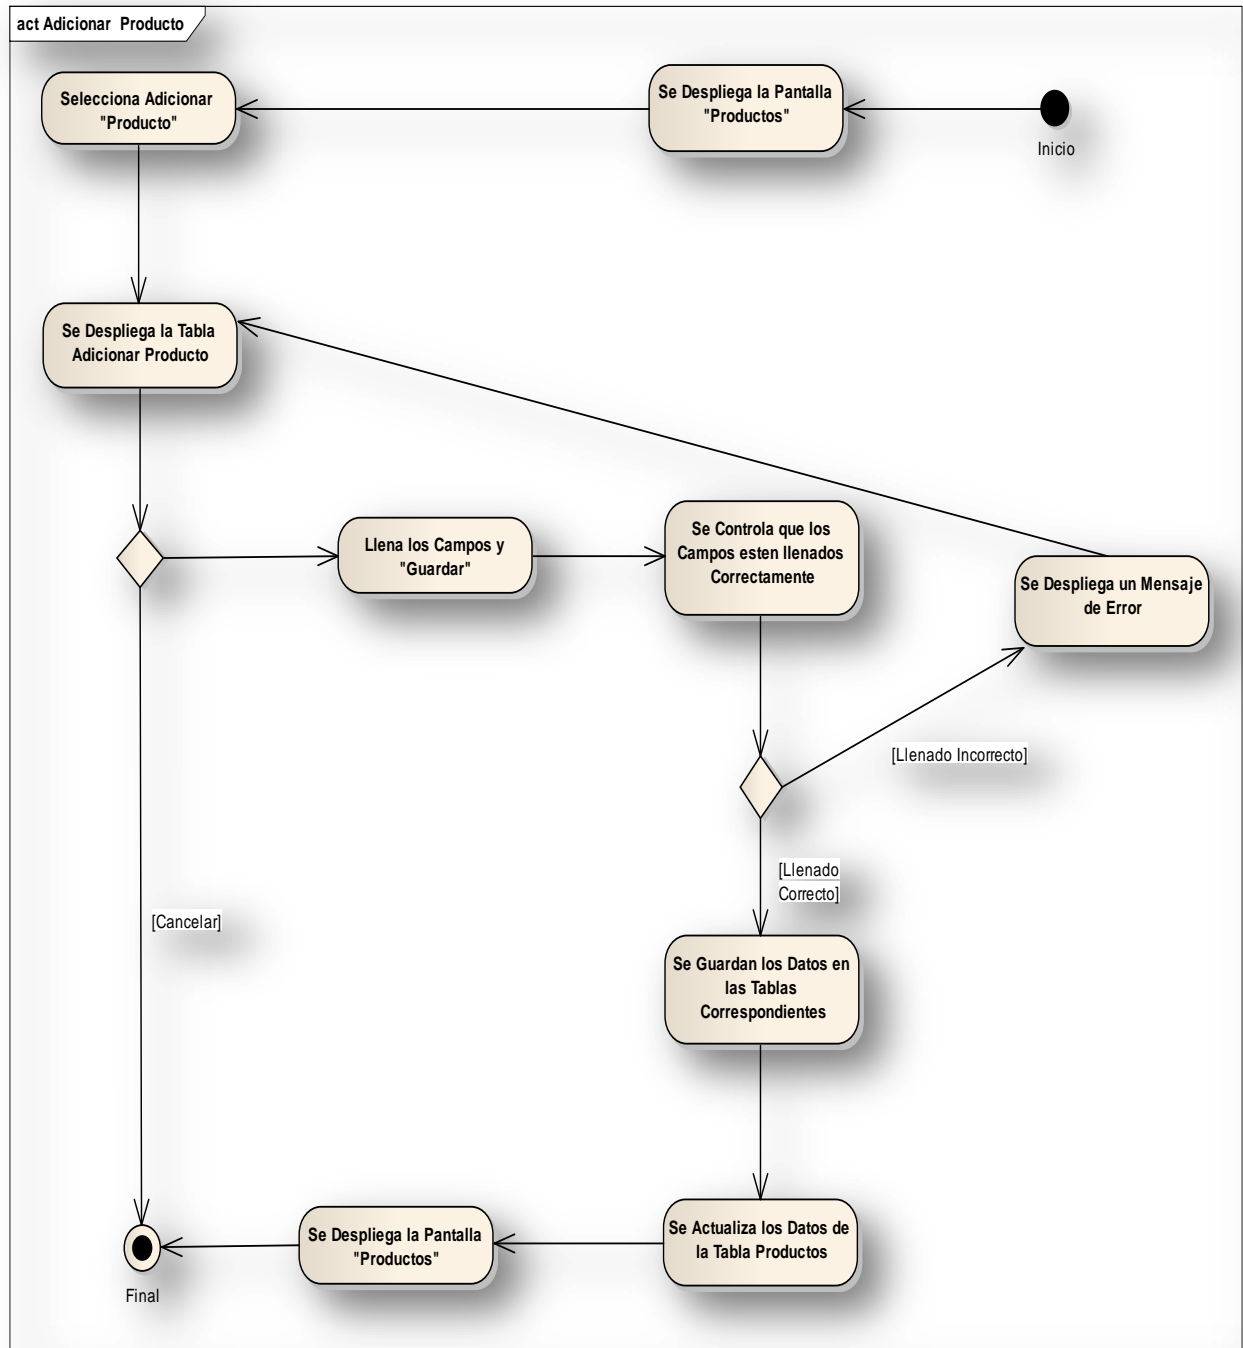 act Adicionar Producto
Selecciona Adicionar
"Producto"
Se Despliega la Pantalla
"Productos"
Inicio
Se Despliega la Tabla
Adicionar Producto
Llena los Campos y
"Guardar"
Se Controla que los
Campos esten llenados
Correctamente
Se Despliega un Mensaje
de Error
[Llenado Incorrecto]
[Llenado
Correcto]
[Cancelar]
Se Guardan los Datos en
las Tablas
Correspondientes
Se Despliega la Pantalla
"Productos"
Se Actualiza los Datos de
la Tabla Productos
Final